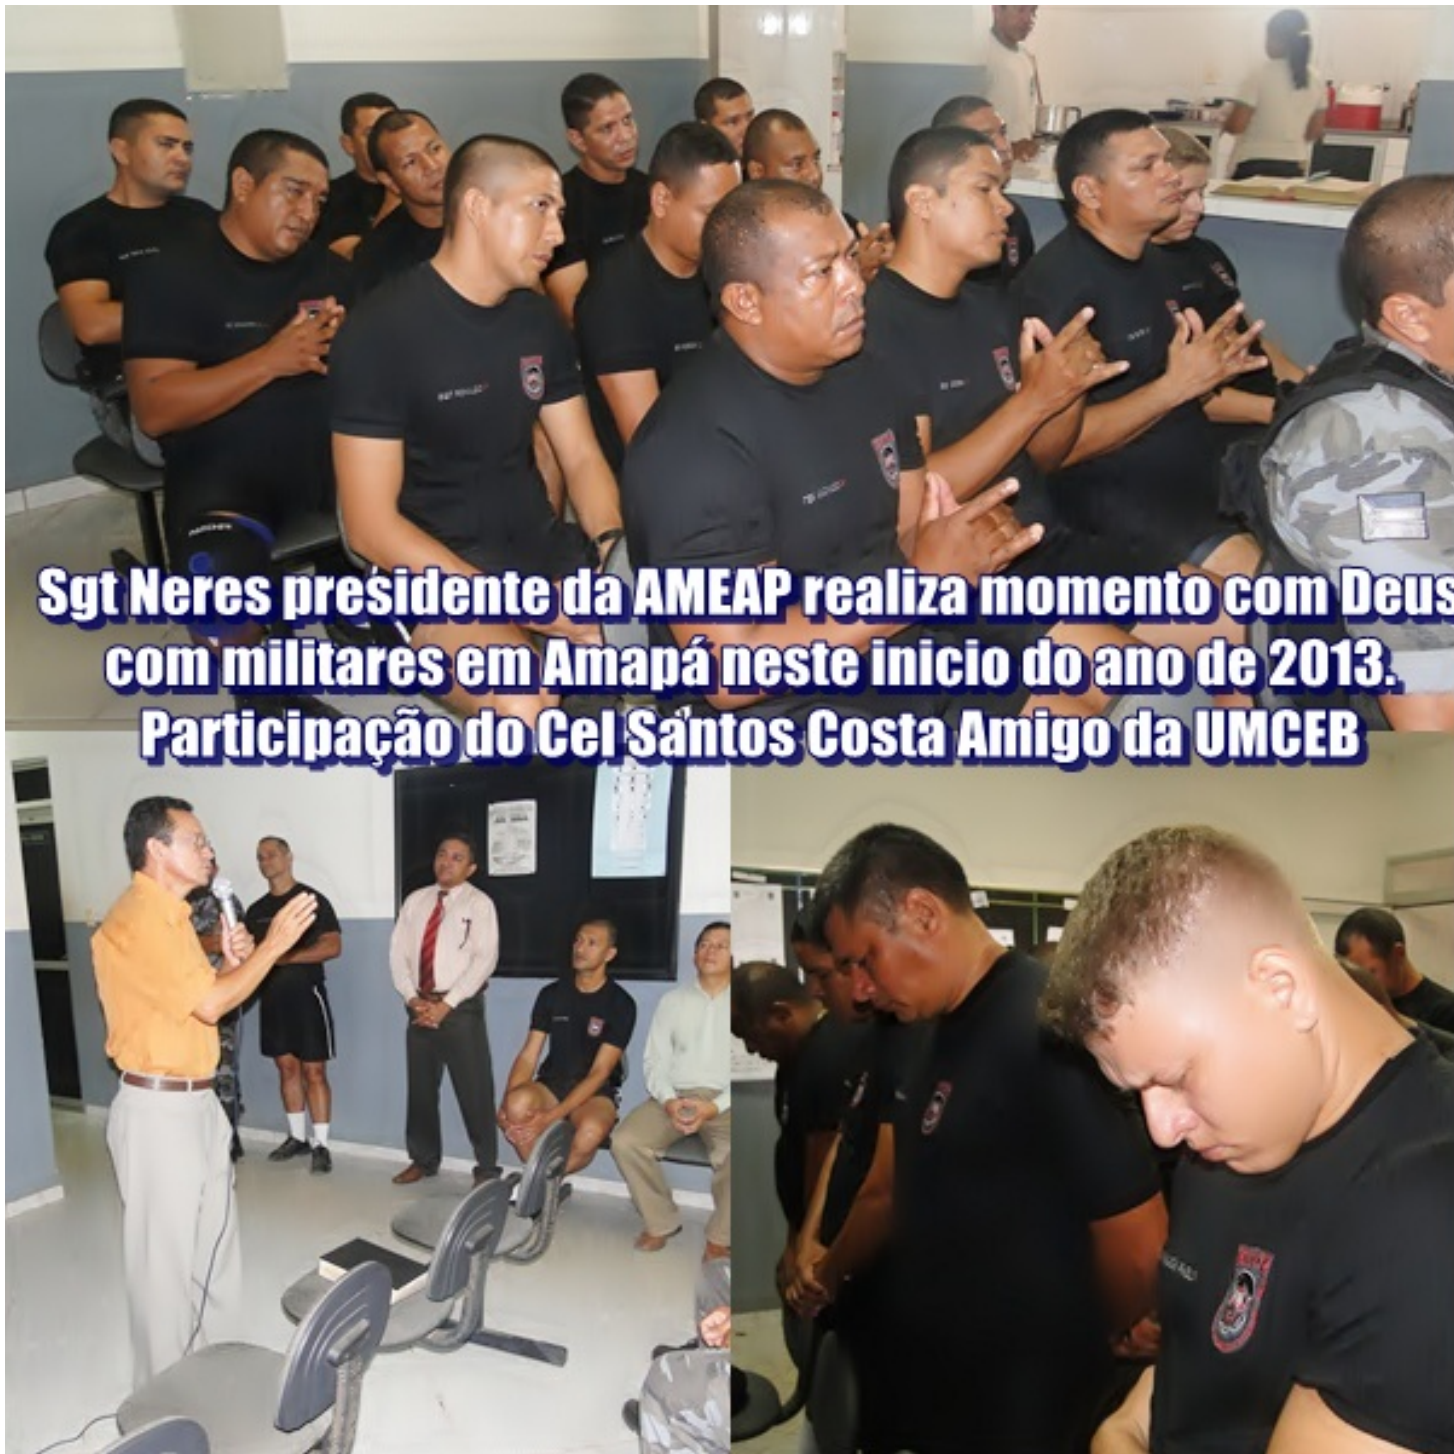 Sgt Neres presidente da AMEAP realiza momento com Deus
com militares em Amapá neste inicio do ano de 2013.
Participação do Cel Santos Costa Amigo da UMCEB